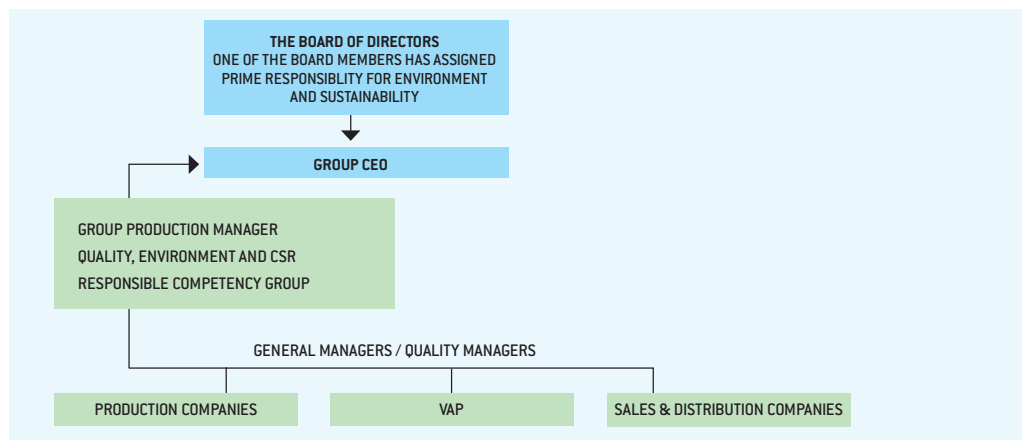 THE BOARD OF DIRECTORS
ONE OF THE BOARD MEMBERS HAS ASSIGNED
PRIME RESPONSIBLITY FOR ENVIRONMENT
AND SUSTAINABILITY
GROUP CEO
GROUP PRODUCTION MANAGER
QUALITY, ENVIRONMENT AND CSR
RESPONSIBLE COMPETENCY GROUP
GENERAL MANAGERS / QUALITY MANAGERS
PRODUCTION COMPANIES
VAP
SALES & DISTRIBUTION COMPANIES